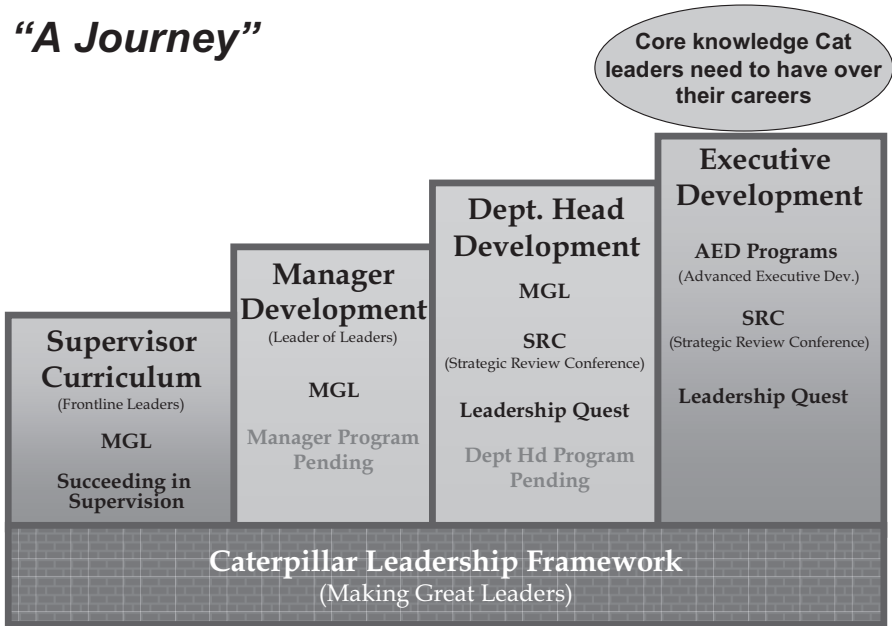 “A Journey”
Core knowledge Cat
leaders need to have over
their careers
Supervisor
Curriculum
(Frontline Leaders)
MGL
Succeeding in
Supervision
Manager
Development
(Leader of Leaders)
MGL
Manager Program
Pending
Dept. Head
Development
MGL
SRC
(Strategic Review Conference)
Leadership Quest
Dept Hd Program
Pending
Executive
Development
AED Programs
(Advanced Executive Dev.)
SRC
(Strategic Review Conference)
Leadership Quest
Caterpillar Leadership Framework
(Making Great Leaders)